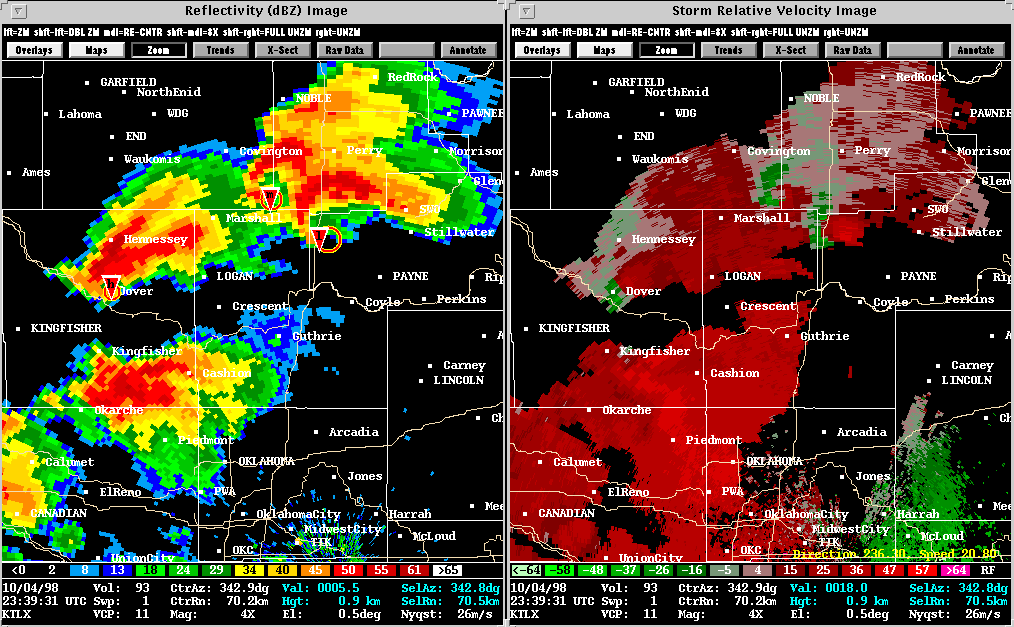 Reflectivity (dBZ) Image
lft=ZM shft-lft=DBL ZM mdl=RE-CNTR shft-mdl=8X shft-rght=FULL UNZM rght=UNZM
Overlays Maps Zoom Trends X-Sect Raw Data Annotate
RedRock
GARFIELD
NorthEnid
NOBLE
Lahoma
WDG
PAWNEE
END
Covington
Perry
Morrison
Waukomis
Ames
Glen
SWO
Marshall
Stillwater
Hennessey
LOGAN
PAYNE
Rip
Dover
Coyle
Perkins
Crescent
KINGFISHER
Guthrie
A
Kingfisher
Carney
Cashion
LINCOLN
Okarche
Ch
Arcadia
Piedmont
Calumet
OKLAHOMA
Jones
ElReno
PWA
Mee
CANADIAN
OklahomaCity
Harrah
MidwestCity
McLoud
TIK
OKC
UnionCity
<0 2 8 13 18 24 29 34 40 45 50 55 61 >65
10/04/98 Vol: 93 CtrAz: 342.9dg Val: 0005.5 SelAz: 342.8dg
23:39:31 UTC Swp: 1 CtrRn: 70.2km Hgt: 0.9 km SelRn: 70.5km
KTLX VCP: 11 Mag: 4X El: 0.5deg Nyqst: 26m/s
Storm Relative Velocity Image
lft=ZM shft-lft=DBL ZM mdl=RE-CNTR shft-mdl=8X shft-rght=FULL UNZM rght=UNZM
Overlays Maps Zoom Trends X-Sect Raw Data Annotate
RedRock
GARFIELD
NorthEnid
NOBLE
Lahoma
WDG
PAWNEE
END
Covington
Perry
Morrison
Waukomis
Ames
Glen
SWO
Marshall
Stillwater
Hennessey
LOGAN
PAYNE
Rip
Dover
Coyle
Perkins
Crescent
KINGFISHER
Guthrie
A
Kingfisher
Carney
Cashion
LINCOLN
Okarche
Ch
Arcadia
Piedmont
Calumet
OKLAHOMA
Jones
ElReno
PWA
Mee
CANADIAN
OklahomaCity
Harrah
MidwestCity
McLoud
TIK
OKC
Direction 236.30, Speed 20.80
UnionCity
<-64 -58 -48 -37 -26 -16 -5 4 15 25 36 47 57 >64 RF
10/04/98 Vol: 93 CtrAz: 342.9dg Val: 0018.0 SelAz: 342.8dg
23:39:31 UTC Swp: 1 CtrRn: 70.2km Hgt: 0.9 km SelRn: 70.5km
KTLX VCP: 11 Mag: 4X El: 0.5deg Nyqst: 26m/s